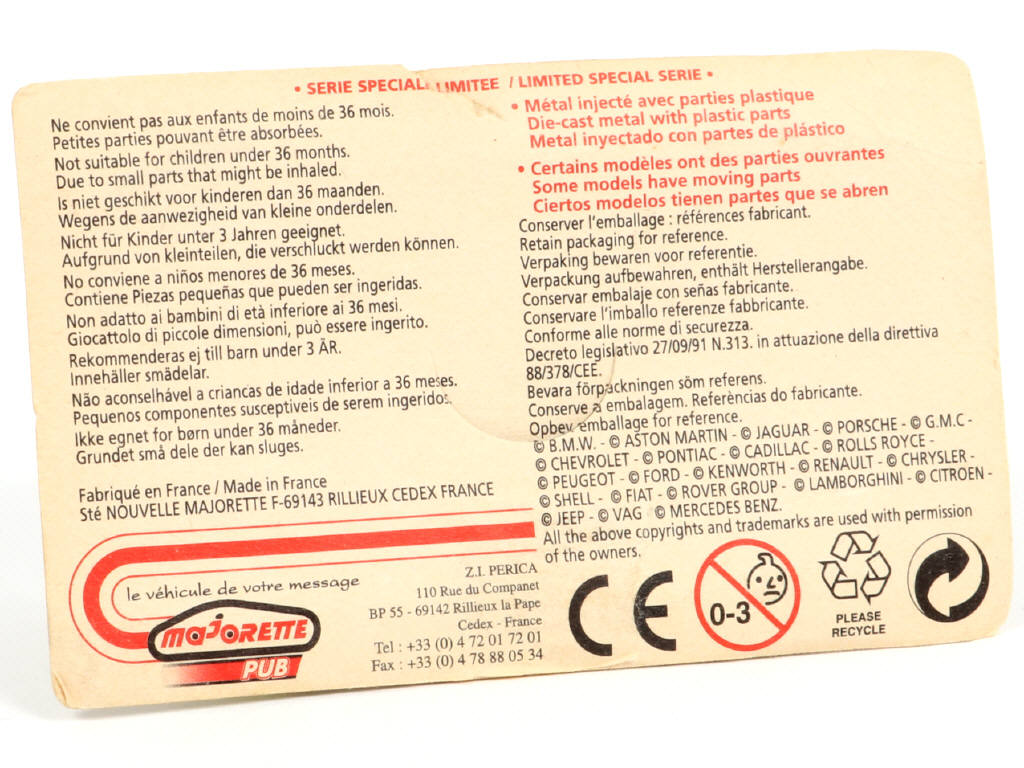 • SERIE SPECIAL LIMITEE / LIMITED SPECIAL SERIE •
Ne convient pas aux enfants de moins de 36 mois.
Petites parties pouvant être absorbées.
Not suitable for children under 36 months.
Due to small parts that might be inhaled.
Is niet geschikt voor kinderen dan 36 maanden.
Wegens de aanwezigheid van kleine onderdelen.
Nicht für Kinder unter 3 Jahren geeignet.
Aufgrund von kleinteilen, die verschluckt werden können.
No conviene a niños menores de 36 meses.
Contiene Piezas pequeñas que pueden ser ingeridas.
Non adatto ai bambini di età inferiore ai 36 mesi.
Giocattolo di piccole dimensioni, può essere ingerito.
Rekommenderas ej till barn under 3 ÄR.
Innehäller smädelar.
Não aconselhável a criancas de idade inferior a 36 meses.
Pequenos componentes susceptiveis de serem ingeridos.
Ikke egnet for børn under 36 måneder.
Grundet små dele der kan sluges.
Fabriqué en France / Made in France
Sté NOUVELLE MAJORETTE F-69143 RILLIEUX CEDEX FRANCE
le véhicule de votre message
MAJORETTE
PUB
Z.I. PERICA
110 Rue du Companet
BP 55 - 69142 Rillieux la Pape
Cedex - France
Tel : +33 (0) 4 72 01 72 01
Fax : +33 (0) 4 78 88 05 34
• Métal injecté avec parties plastique
Die-cast metal with plastic parts
Metal inyectado con partes de plástico
• Certains modèles ont des parties ouvrantes
Some models have moving parts
Ciertos modelos tienen partes que se abren
Conserver l'emballage : références fabricant.
Retain packaging for reference.
Verpaking bewaren voor referentie.
Verpackung aufbewahren, enthält Herstellerangabe.
Conservar embalaje con señas fabricante.
Conservare l'imballo referenze fabbricante.
Conforme alle norme di securezza.
Decreto legislativo 27/09/91 N.313. in attuazione della direttiva
88/378/CEE.
Bevara förpackningen söm referens.
Conserve a embalagem. Referèncias do fabricante.
Opbev emballage for reference.
© B.M.W. - © ASTON MARTIN - © JAGUAR - © PORSCHE - © G.M.C -
© CHEVROLET - © PONTIAC - © CADILLAC - © ROLLS ROYCE -
© PEUGEOT - © FORD - © KENWORTH - © RENAULT - © CHRYSLER -
© SHELL - © FIAT - © ROVER GROUP - © LAMBORGHINI - © CITROEN -
© JEEP - © VAG - © MERCEDES BENZ.
All the above copyrights and trademarks are used with permission
of the owners.
CE
0-3
PLEASE
RECYCLE